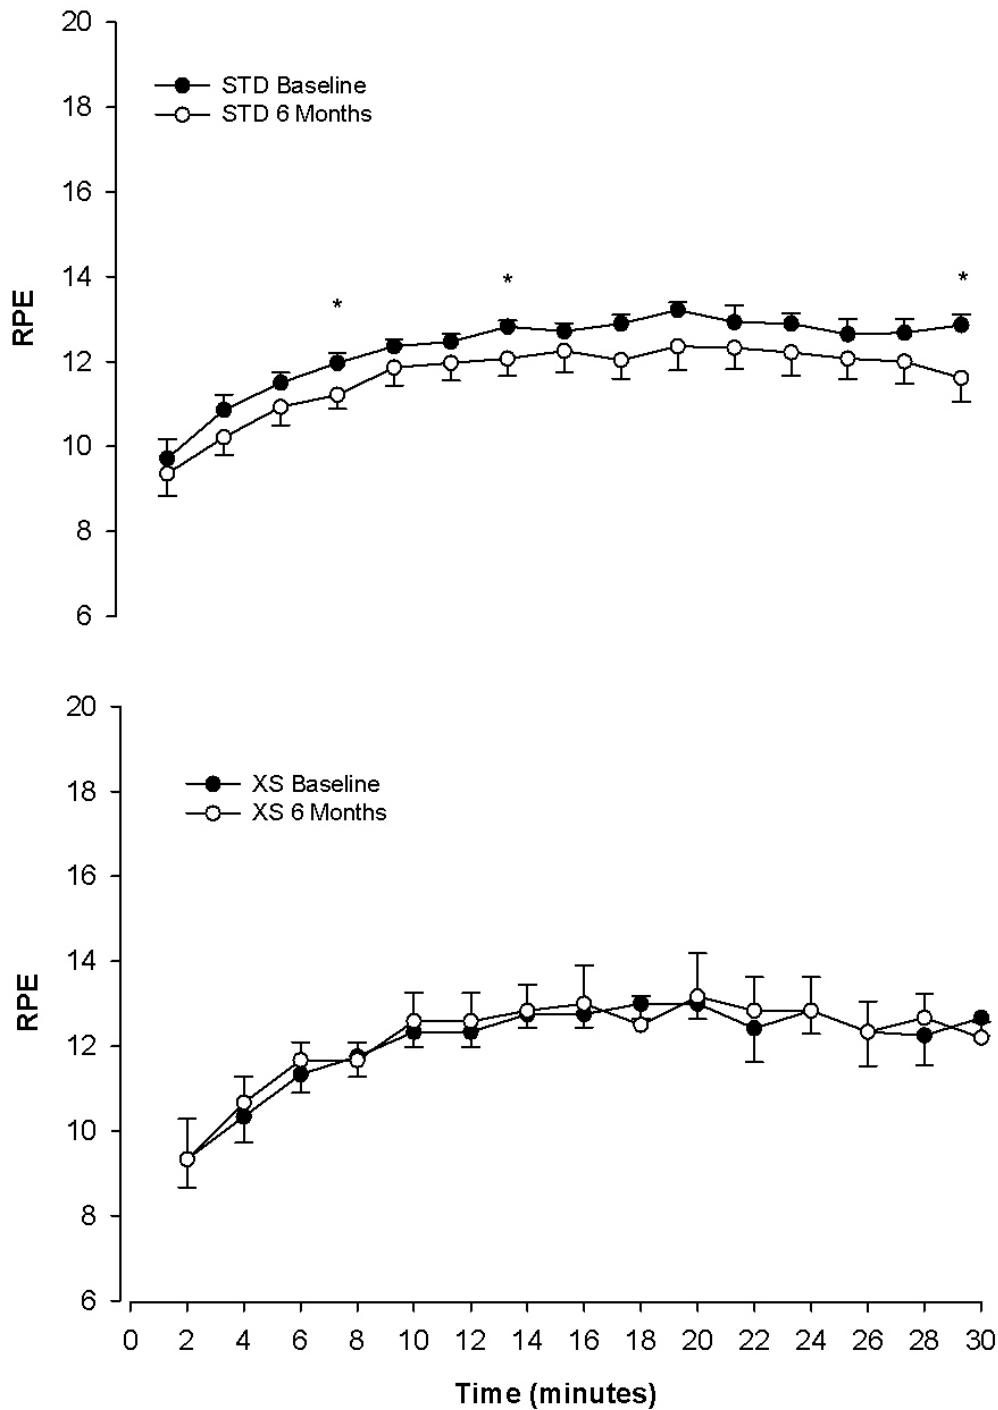 20
STD Baseline
18
STD 6 Months
16
14
*
*
*
RPE
12
10
8
6
20
XS Baseline
18
XS 6 Months
16
14
RPE
12
10
8
6
0 2 4 6 8 10 12 14 16 18 20 22 24 26 28 30
Time (minutes)